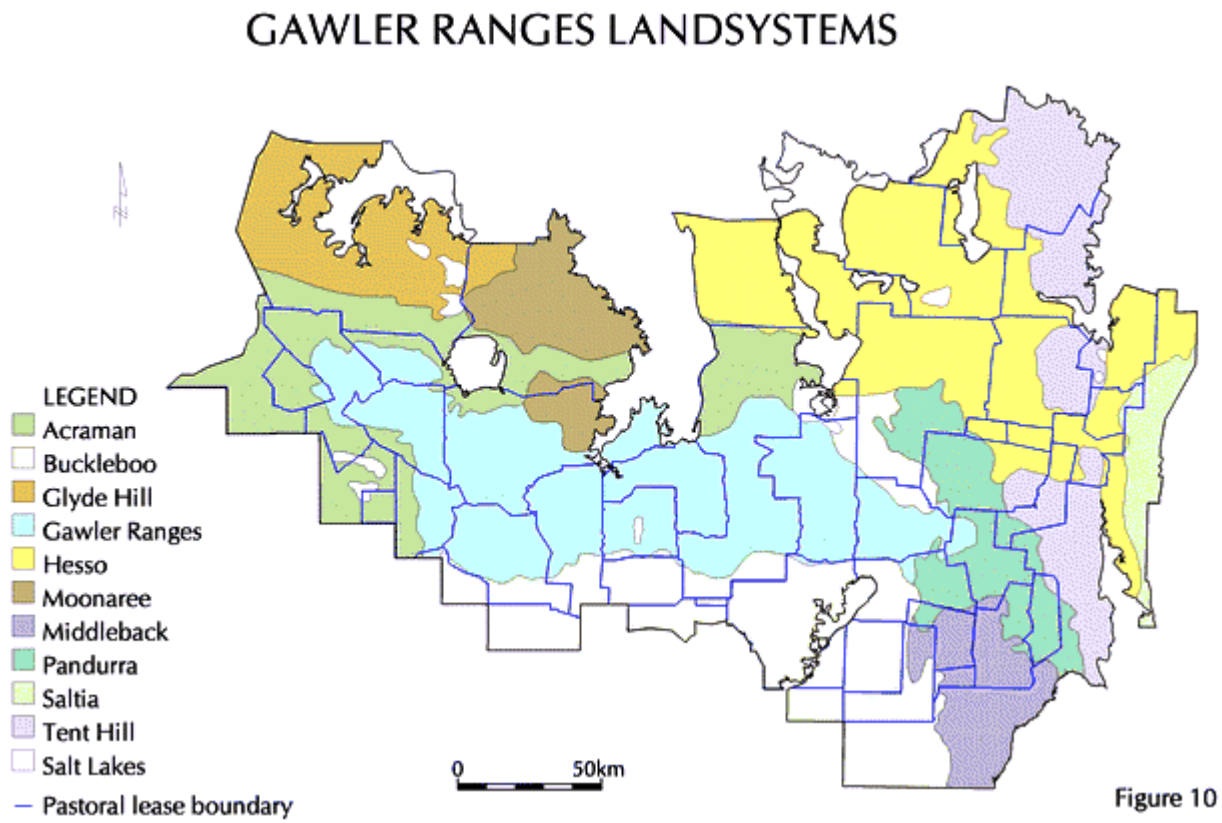 GAWLER RANGES LANDSYSTEMS
N
LEGEND
Acraman
Buckleboo
Glyde Hill
Gawler Ranges
Hesso
Moonaree
Middleback
Pandurra
Saltia
Tent Hill
Salt Lakes
Pastoral lease boundary
0 50km
Figure 10